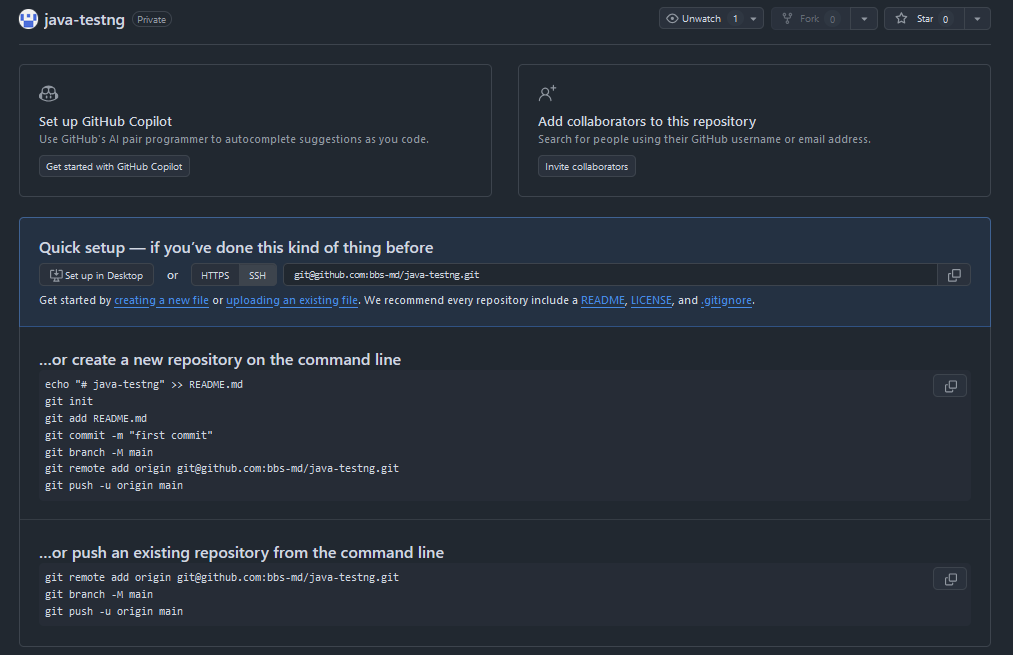 java-testng Private Unwatch 1 Fork 0 Star 0
Set up GitHub Copilot
Use GitHub's AI pair programmer to autocomplete suggestions as you code.
Get started with GitHub Copilot
Add collaborators to this repository
Search for people using their GitHub username or email address.
Invite collaborators
Quick setup — if you've done this kind of thing before
Set up in Desktop or HTTPS SSH git@github.com:bbs-md/java-testng.git
Get started by creating a new file or uploading an existing file. We recommend every repository include a README, LICENSE, and .gitignore.
…or create a new repository on the command line
echo "# java-testng" >> README.md
git init
git add README.md
git commit -m "first commit"
git branch -M main
git remote add origin git@github.com:bbs-md/java-testng.git
git push -u origin main
…or push an existing repository from the command line
git remote add origin git@github.com:bbs-md/java-testng.git
git branch -M main
git push -u origin main